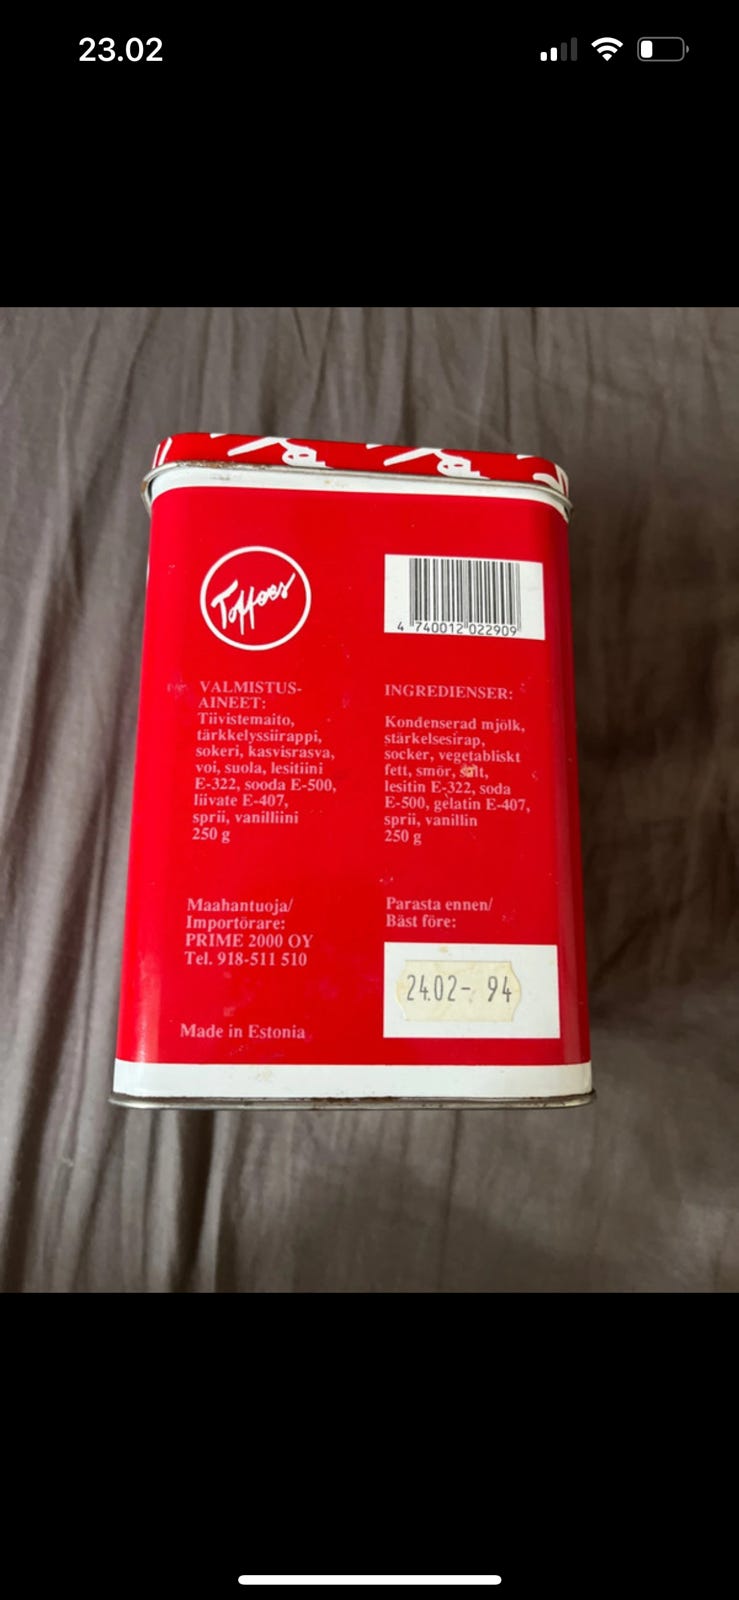 23.02
Toffees
4 740012 022909
VALMISTUS-
AINEET:
Tiivistemaito,
tärkkelyssiirappi,
sokeri, kasvisrasva,
voi, suola, lesitiini
E-322, sooda E-500,
liivate E-407,
sprii, vanilliini
250 g
INGREDIENSER:
Kondenserad mjölk,
stärkelsesirap,
socker, vegetabliskt
fett, smör, salt,
lesitin E-322, soda
E-500, gelatin E-407,
sprii, vanillin
250 g
Maahantuoja/
Importörare:
PRIME 2000 OY
Tel. 918-511 510
Made in Estonia
Parasta ennen/
Bäst före:
24.02-94